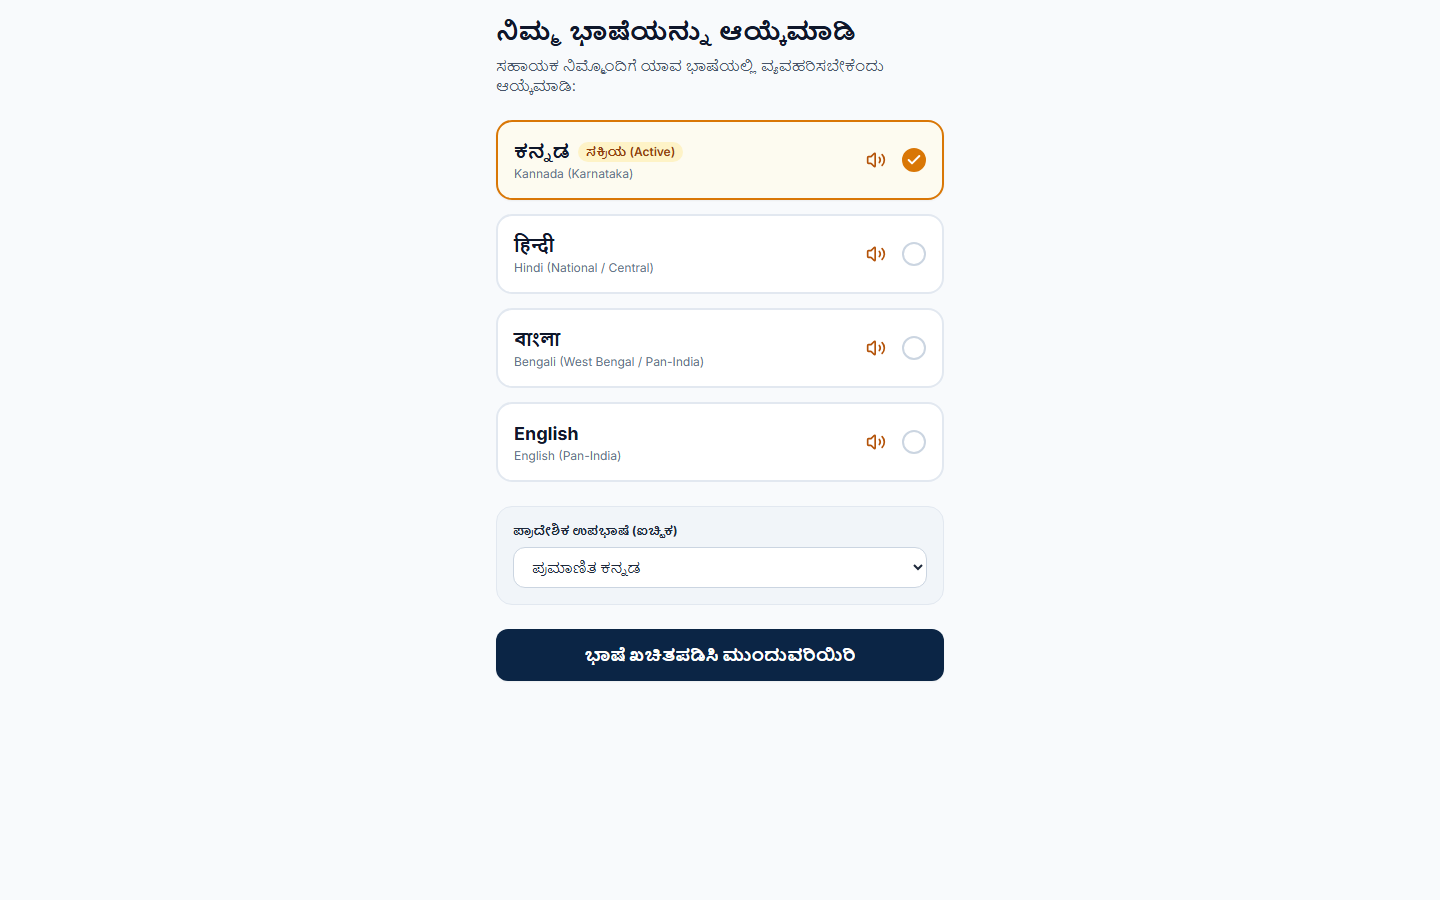 ನಿಮ್ಮ ಭಾಷೆಯನ್ನು ಆಯ್ಕೆಮಾಡಿ
ಸಹಾಯಕ ನಿಮ್ಮೊಂದಿಗೆ ಯಾವ ಭಾಷೆಯಲ್ಲಿ ವ್ಯವಹರಿಸಬೇಕೆಂದು
ಆಯ್ಕೆಮಾಡಿ:
ಕನ್ನಡ ಸಕ್ರಿಯ (Active)
Kannada (Karnataka)
हिन्दी
Hindi (National / Central)
বাংলা
Bengali (West Bengal / Pan-India)
English
English (Pan-India)
ಪ್ರಾದೇಶಿಕ ಉಪಭಾಷೆ (ಐಚ್ಛಿಕ)
ಪ್ರಮಾಣಿತ ಕನ್ನಡ
ಭಾಷೆ ಖಚಿತಪಡಿಸಿ ಮುಂದುವರಿಯಿರಿ